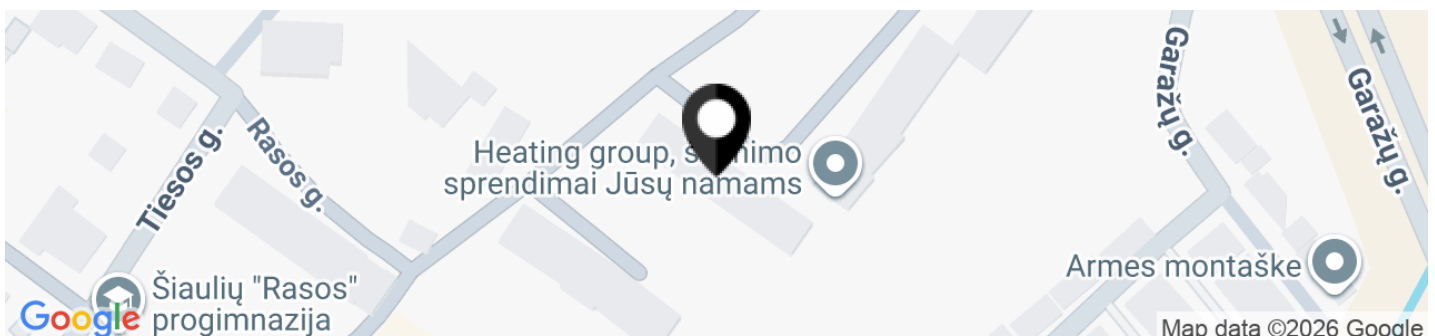 Garažų g.
Garažų g.
Tiesos g.
Rasos g.
Heating group, š
nimo
sprendimai Jūsų namams
Armes montaške
Šiaulių "Rasos"
progimnazija
Google
Map data ©2026 Google